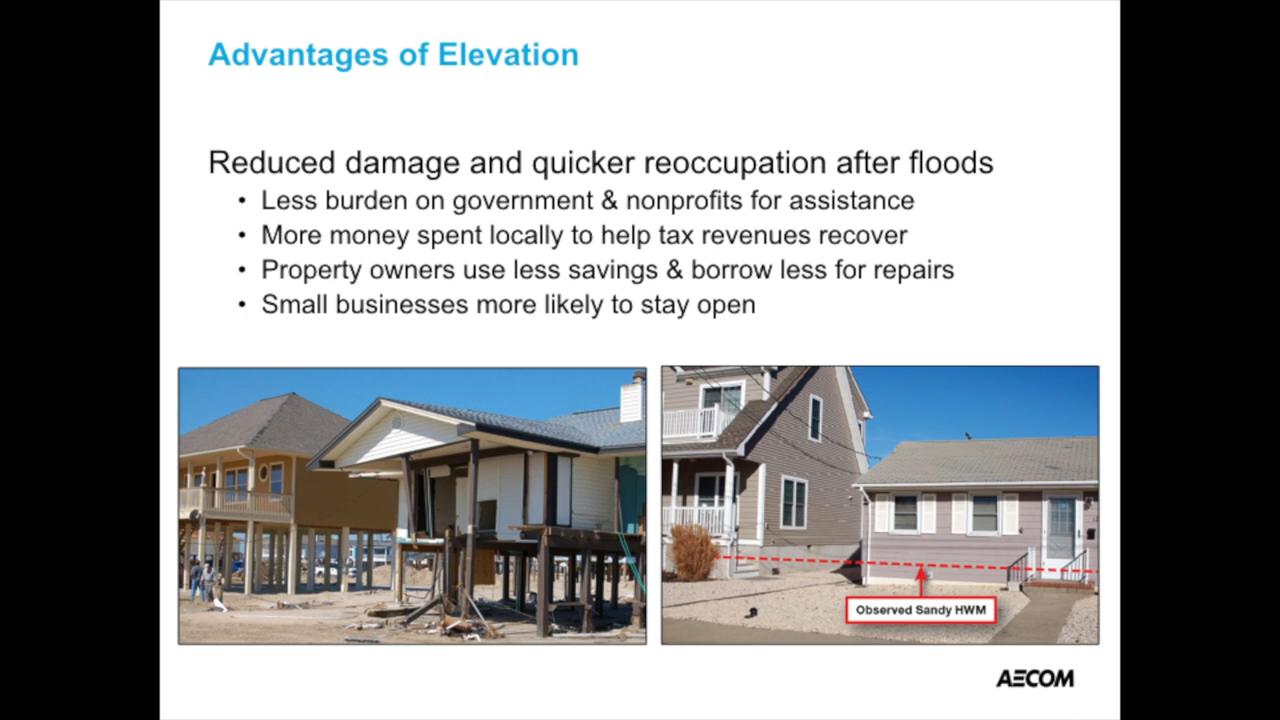 Advantages of Elevation
Reduced damage and quicker reoccupation after floods
• Less burden on government & nonprofits for assistance
• More money spent locally to help tax revenues recover
• Property owners use less savings & borrow less for repairs
• Small businesses more likely to stay open
Observed Sandy HWM
AECOM